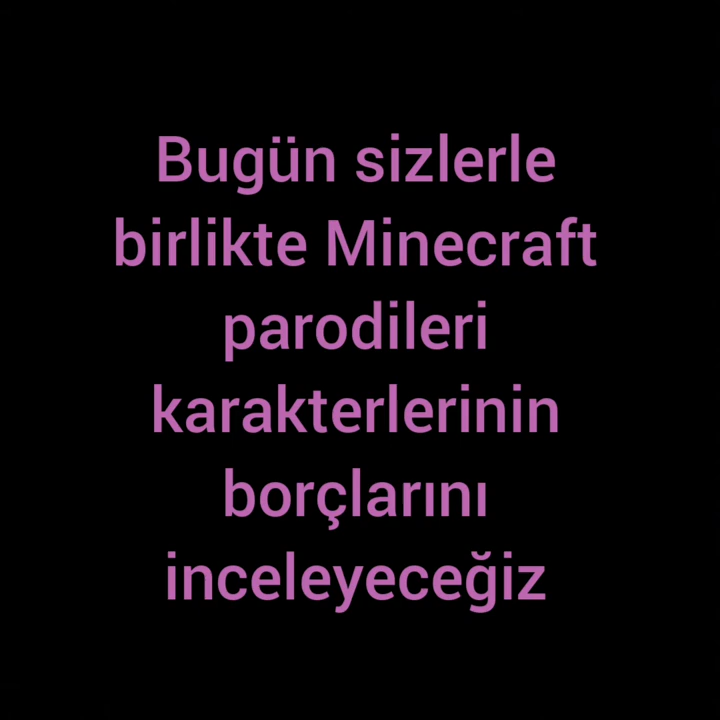 Bugün sizlerle
birlikte Minecraft
parodileri
karakterlerinin
borçlarını
inceleyeceğiz